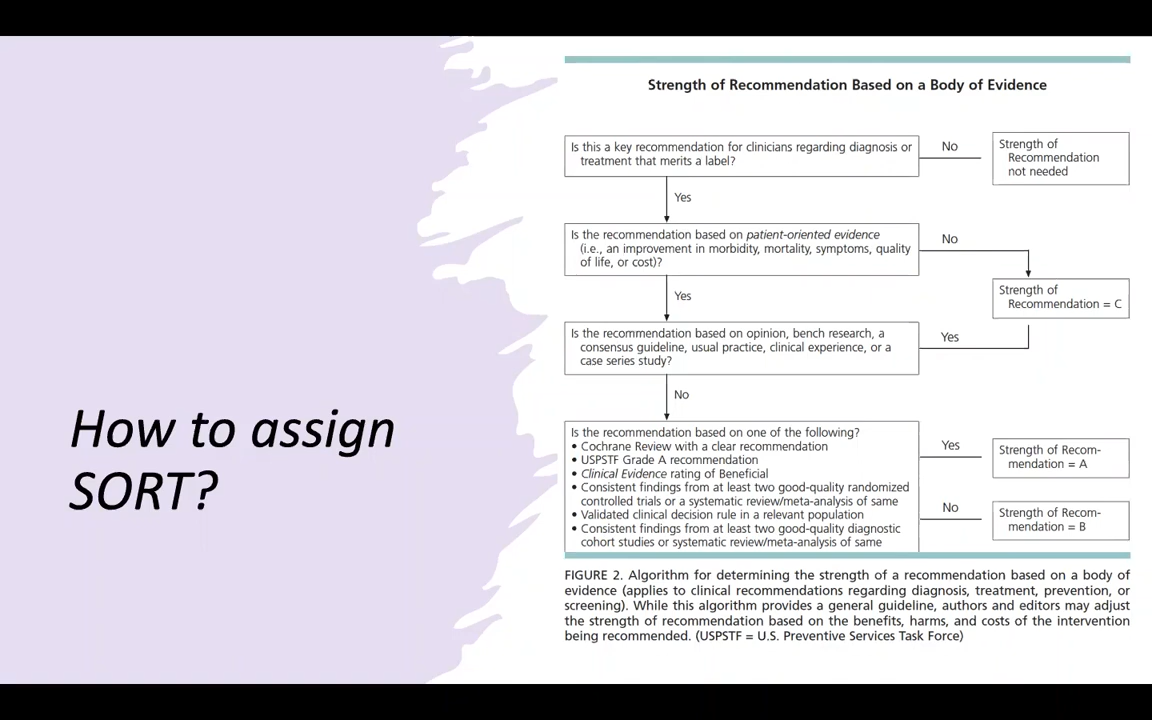 How to assign
SORT?
Strength of Recommendation Based on a Body of Evidence
Is this a key recommendation for clinicians regarding diagnosis or
treatment that merits a label?
No
Strength of
Recommendation
not needed
Yes
Is the recommendation based on patient-oriented evidence
(i.e., an improvement in morbidity, mortality, symptoms, quality
of life, or cost)?
No
Strength of
Recommendation = C
Yes
Is the recommendation based on opinion, bench research, a
consensus guideline, usual practice, clinical experience, or a
case series study?
Yes
No
Is the recommendation based on one of the following?
• Cochrane Review with a clear recommendation
• USPSTF Grade A recommendation
• Clinical Evidence rating of Beneficial
• Consistent findings from at least two good-quality randomized
controlled trials or a systematic review/meta-analysis of same
• Validated clinical decision rule in a relevant population
• Consistent findings from at least two good-quality diagnostic
cohort studies or systematic review/meta-analysis of same
Yes
Strength of Recom-
mendation = A
No
Strength of Recom-
mendation = B
FIGURE 2. Algorithm for determining the strength of a recommendation based on a body of
evidence (applies to clinical recommendations regarding diagnosis, treatment, prevention, or
screening). While this algorithm provides a general guideline, authors and editors may adjust
the strength of recommendation based on the benefits, harms, and costs of the intervention
being recommended. (USPSTF = U.S. Preventive Services Task Force)